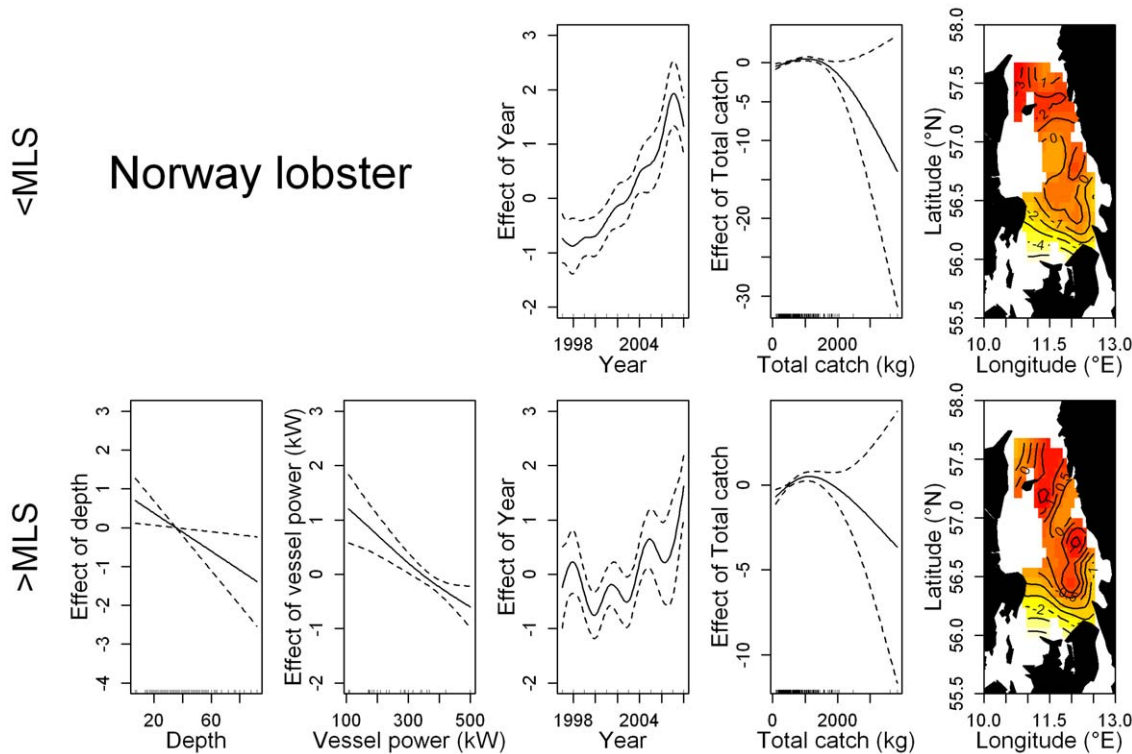 <MLS
Norway lobster
Effect of Year
3
2
1
0
-1
-2
1998 2004
Year
Effect of Total catch
0
-5
-10
-20
-30
0 2000
Total catch (kg)
Latitude (°N)
58.0
57.5
57.0
56.5
56.0
55.5
10.0 11.5 13.0
Longitude (°E)
>MLS
Effect of depth
3
2
1
0
-1
-2
-3
-4
20 60
Depth
Effect of vessel power (kW)
3
2
1
0
-1
-2
100 300 500
Vessel power (kW)
Effect of Year
3
2
1
0
-1
-2
1998 2004
Year
Effect of Total catch
0
-5
-10
0 2000
Total catch (kg)
Latitude (°N)
58.0
57.5
57.0
56.5
56.0
55.5
10.0 11.5 13.0
Longitude (°E)